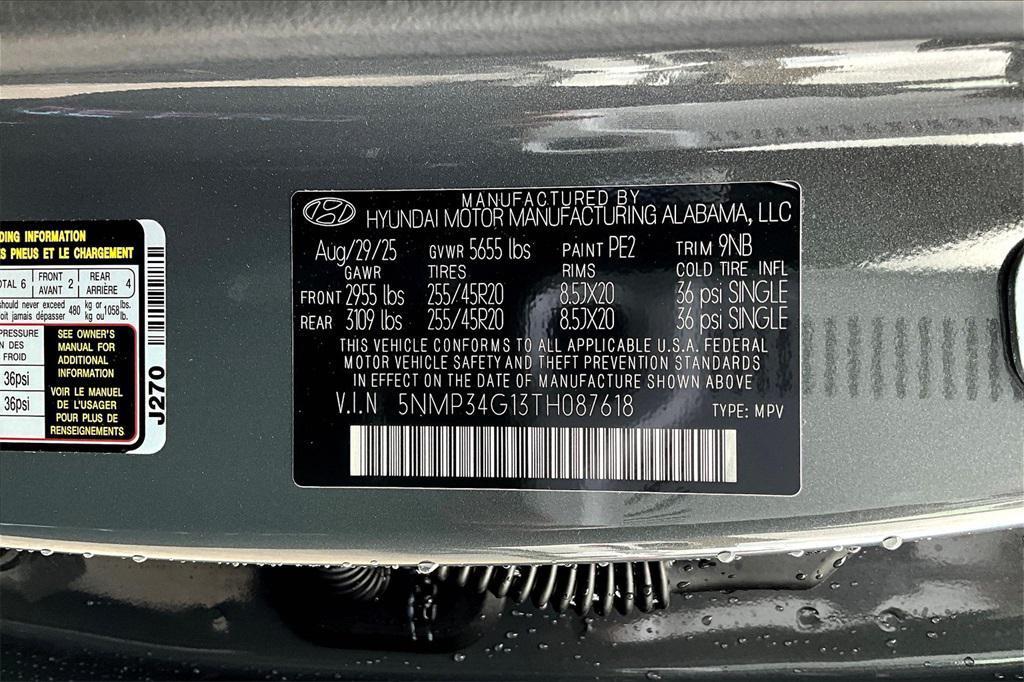 MANUFACTURED BY
HYUNDAI MOTOR MANUFACTURING ALABAMA, LLC
Aug/29/25 GVWR 5655 lbs PAINT PE2 TRIM 9NB
GAWR TIRES RIMS COLD TIRE INFL
FRONT 2955 lbs 255/45R20 8.5JX20 36 psi SINGLE
REAR 3109 lbs 255/45R20 8.5JX20 36 psi SINGLE
THIS VEHICLE CONFORMS TO ALL APPLICABLE U.S.A. FEDERAL
MOTOR VEHICLE SAFETY AND THEFT PREVENTION STANDARDS
IN EFFECT ON THE DATE OF MANUFACTURE SHOWN ABOVE
V.I.N 5NMP34G13TH087618 TYPE: MPV
INFORMATION
PNEUS ET LE CHARGEMENT
6 FRONT AVANT 2 REAR ARRIÈRE 4
should never exceed 480 kg or 1058 lbs.
jamais dépasser kg ou lb.
PRESSURE
DES
FROID
36psi
36psi
SEE OWNER'S
MANUAL FOR
ADDITIONAL
INFORMATION
VOIR LE MANUEL
DE L'USAGER
POUR PLUS DE
RENSEIGNEMENTS
J270